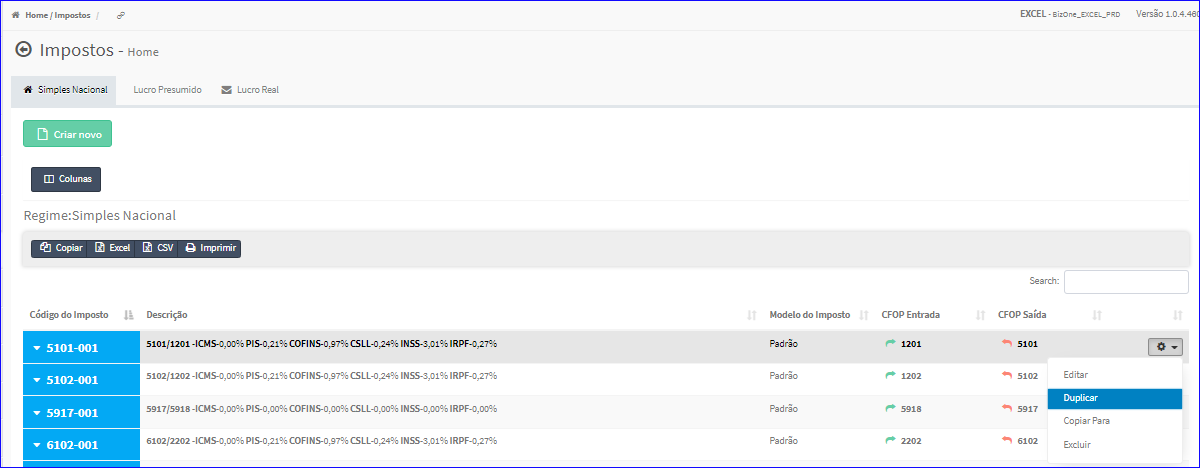 Home / Impostos /
EXCEL - BizOne_EXCEL_PRD Versão 1.0.4.460
Impostos - Home
Simples Nacional Lucro Presumido Lucro Real
Criar novo
Colunas
Regime:Simples Nacional
Copiar Excel CSV Imprimir
Search:
Código do Imposto Descrição Modelo do Imposto CFOP Entrada CFOP Saída
5101-001 5101/1201 -ICMS-0,00% PIS-0,21% COFINS-0,97% CSLL-0,24% INSS-3,01% IRPF-0,27% Padrão 1201 5101
5102-001 5102/1202 -ICMS-0,00% PIS-0,21% COFINS-0,97% CSLL-0,24% INSS-3,01% IRPF-0,27% Padrão 1202 5102
5917-001 5917/5918 -ICMS-0,00% PIS-0,00% COFINS-0,00% CSLL-0,00% INSS-0,00% IRPF-0,00% Padrão 5918 5917
6102-001 6102/2202 -ICMS-0,00% PIS-0,21% COFINS-0,97% CSLL-0,24% INSS-3,01% IRPF-0,27% Padrão 2202 6102
Editar
Duplicar
Copiar Para
Excluir